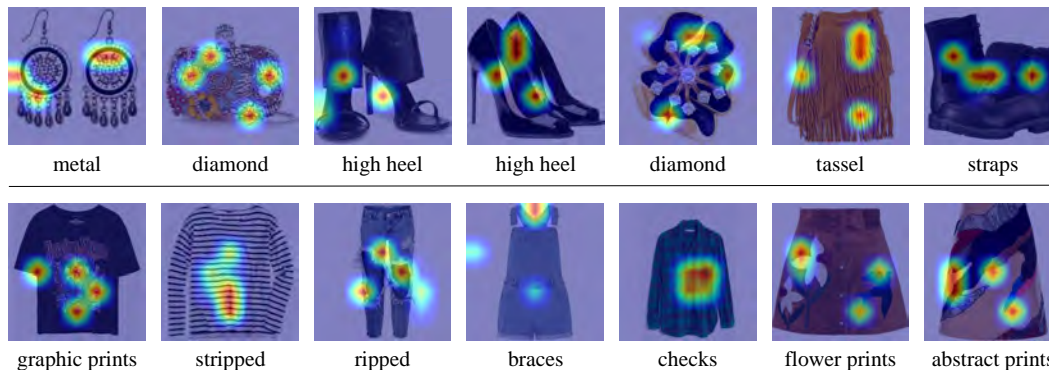 metal diamond high heel high heel diamond tassel straps
graphic prints stripped ripped braces checks flower prints abstract prints